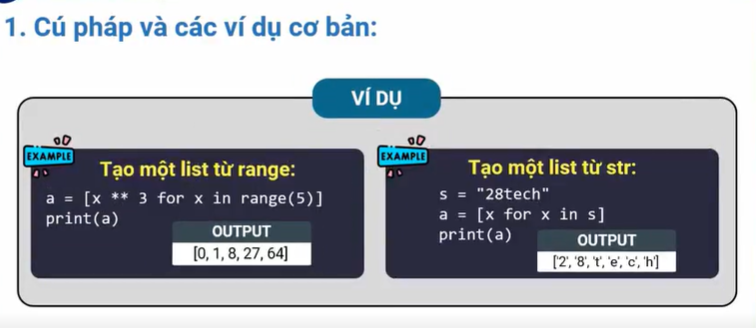 1. Cú pháp và các ví dụ cơ bản:
VÍ DỤ
EXAMPLE
Tạo một list từ range:
a = [x ** 3 for x in range(5)]
print(a)
OUTPUT
[0, 1, 8, 27, 64]
EXAMPLE
Tạo một list từ str:
s = "28tech"
a = [x for x in s]
print(a)
OUTPUT
['2', '8', 't', 'e', 'c', 'h']